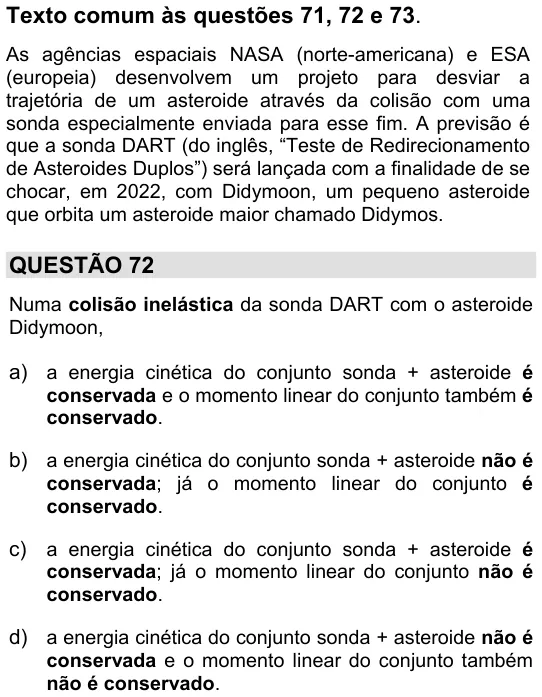 Texto comum às questões 71, 72 e 73.
As agências espaciais NASA (norte-americana) e ESA
(europeia) desenvolvem um projeto para desviar a
trajetória de um asteroide através da colisão com uma
sonda especialmente enviada para esse fim. A previsão é
que a sonda DART (do inglês, “Teste de Redirecionamento
de Asteroides Duplos”) será lançada com a finalidade de se
chocar, em 2022, com Didymoon, um pequeno asteroide
que orbita um asteroide maior chamado Didymos.
QUESTÃO 72
Numa colisão inelástica da sonda DART com o asteroide
Didymoon,
a) a energia cinética do conjunto sonda + asteroide é
conservada e o momento linear do conjunto também é
conservado.
b) a energia cinética do conjunto sonda + asteroide não é
conservada; já o momento linear do conjunto é
conservado.
c) a energia cinética do conjunto sonda + asteroide é
conservada; já o momento linear do conjunto não é
conservado.
d) a energia cinética do conjunto sonda + asteroide não é
conservada e o momento linear do conjunto também
não é conservado.